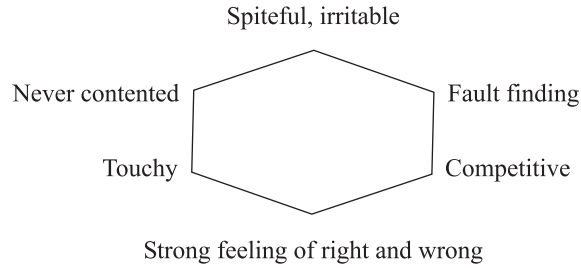 Spiteful, irritable
Never contented
Fault finding
Touchy
Competitive
Strong feeling of right and wrong